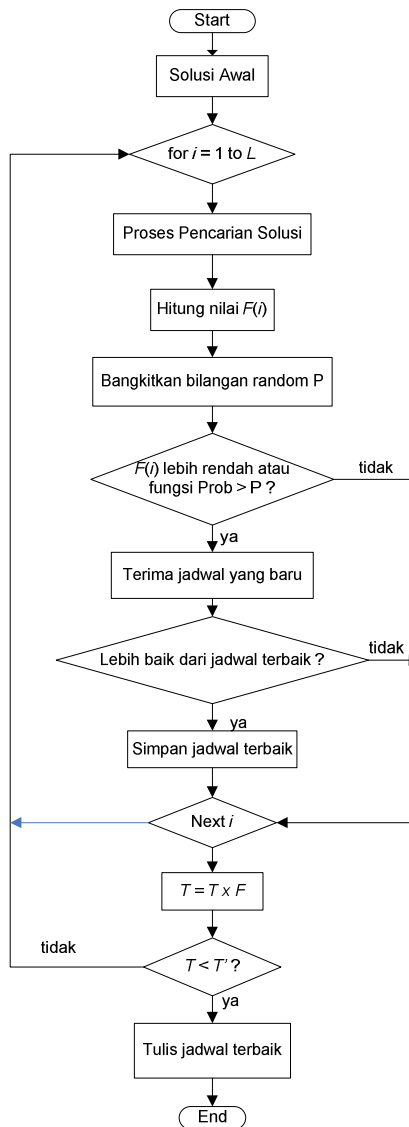 Start
Solusi Awal
for i = 1 to L
Proses Pencarian Solusi
Hitung nilai F(i)
Bangkitkan bilangan random P
F(i) lebih rendah atau
fungsi Prob > P ?
tidak
ya
Terima jadwal yang baru
Lebih baik dari jadwal terbaik ?
tidak
ya
Simpan jadwal terbaik
Next i
T = T x F
T < T' ?
tidak
ya
Tulis jadwal terbaik
End